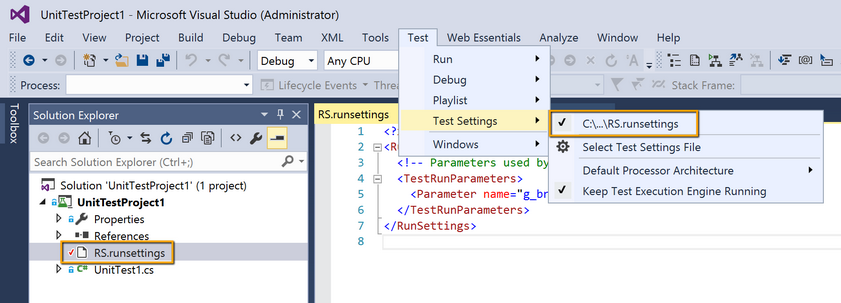 UnitTestProject1 - Microsoft Visual Studio (Administrator)
File Edit View Project Build Debug Team XML Tools Test Web Essentials Analyze Window
Debug Any CPU
Process: Lifecycle Events Stack Frame:
Toolbox
Solution Explorer
Search Solution Explorer (Ctrl+;)
Solution 'UnitTestProject1' (1 project)
UnitTestProject1
Properties
References
RS.runsettings
UnitTest1.cs
RS.runsettings
Run
Debug
Playlist
Test Settings
Windows
C:\...\RS.runsettings
Select Test Settings File
Default Processor Architecture
Keep Test Execution Engine Running
1 <?
2 <R
3 <!-- Parameters used by
4 <TestRunParameters>
5 <Parameter name="g_br
6 </TestRunParameters>
7 </RunSettings>
8